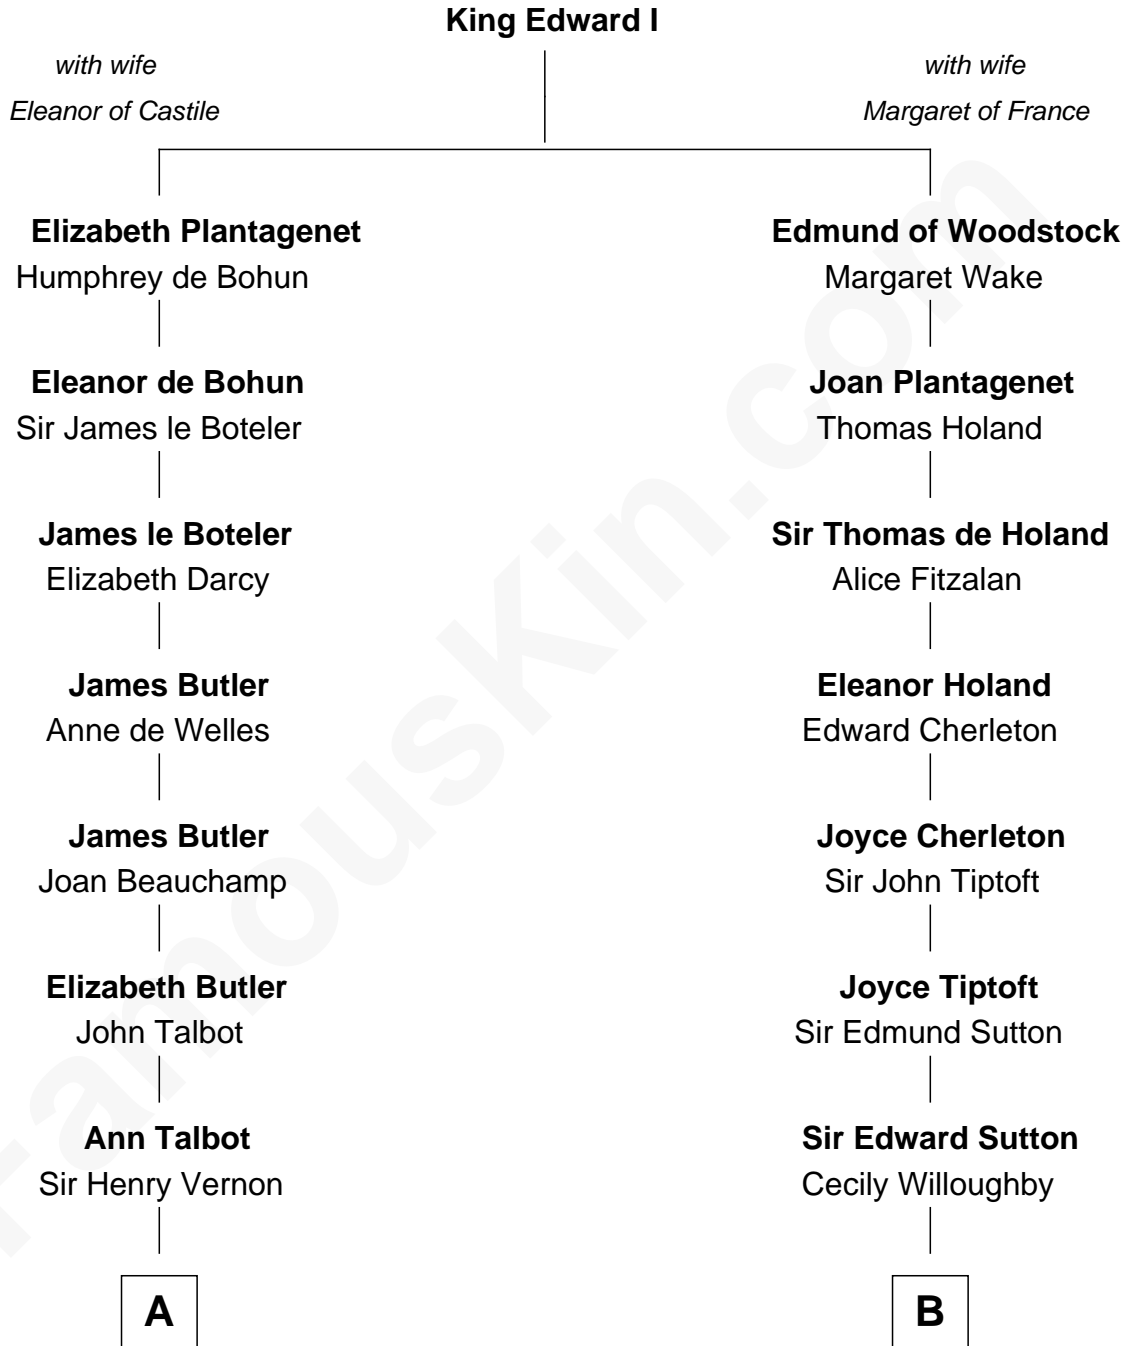 King Edward I
with wife
Eleanor of Castile
with wife
Margaret of France
Elizabeth Plantagenet
Humphrey de Bohun
Edmund of Woodstock
Margaret Wake
Eleanor de Bohun
Sir James le Boteler
Joan Plantagenet
Thomas Holand
James le Boteler
Elizabeth Darcy
Sir Thomas de Holand
Alice Fitzalan
James Butler
Anne de Welles
Eleanor Holand
Edward Cherleton
James Butler
Joan Beauchamp
Joyce Cherleton
Sir John Tiptoft
Elizabeth Butler
John Talbot
Joyce Tiptoft
Sir Edmund Sutton
Ann Talbot
Sir Henry Vernon
Sir Edward Sutton
Cecily Willoughby
A
B
FamousKin.com